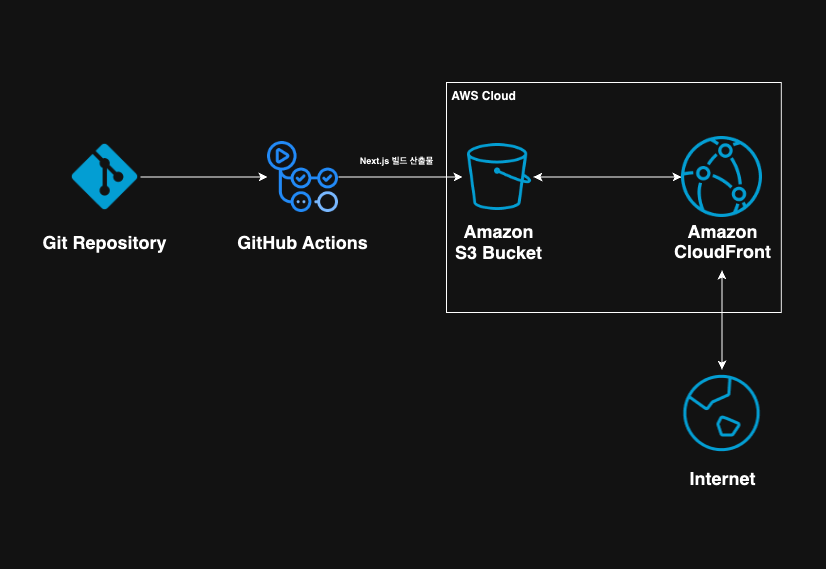 AWS Cloud
Next.js 빌드 산출물
Git Repository
GitHub Actions
Amazon
S3 Bucket
Amazon
CloudFront
Internet